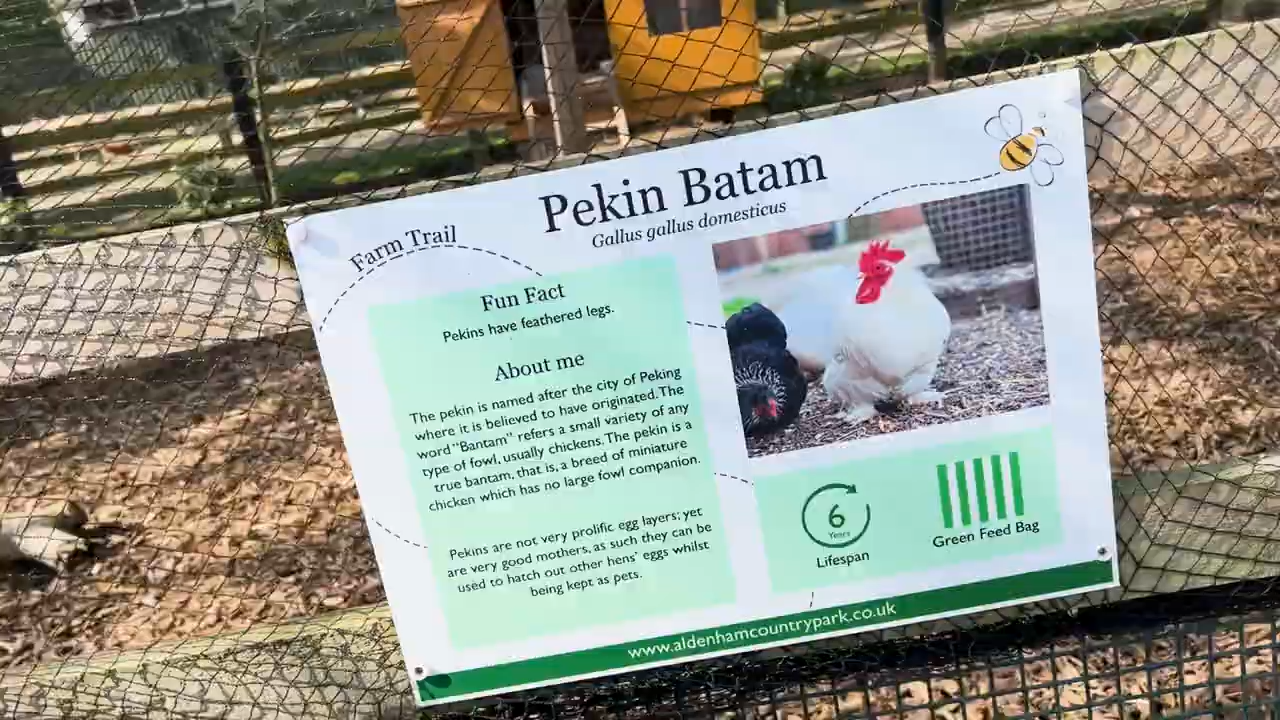 Pekin Batam
Gallus gallus domesticus
Farm Trail
Fun Fact
Pekins have feathered legs.
About me
The pekin is named after the city of Peking
where it is believed to have originated. The
word "Bantam" refers a small variety of any
type of fowl, usually chickens. The pekin is a
true bantam, that is, a breed of miniature
chicken which has no large fowl companion.
Pekins are not very prolific egg layers; yet
are very good mothers, as such they can be
used to hatch out other hens' eggs whilst
being kept as pets.
6
Years
Lifespan
Green Feed Bag
www.aldenhamcountrypark.co.uk